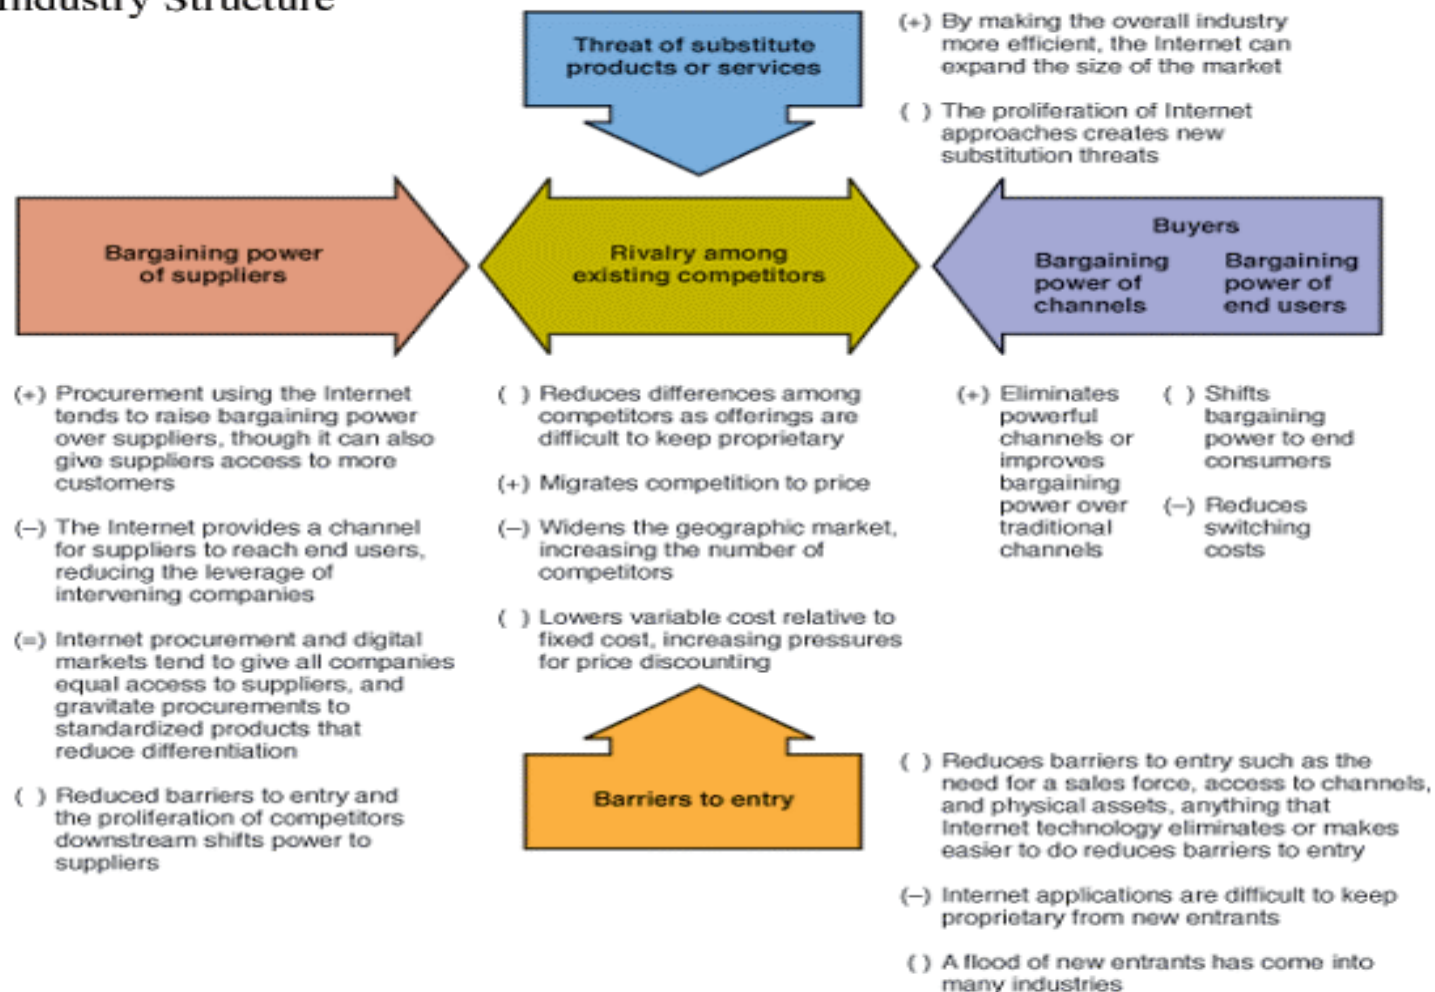 Industry Structure
Threat of substitute
products or services
(+) By making the overall industry
more efficient, the Internet can
expand the size of the market
( ) The proliferation of Internet
approaches creates new
substitution threats
Bargaining power
of suppliers
Rivalry among
existing competitors
Buyers
Bargaining
power of
channels
Bargaining
power of
end users
(+) Procurement using the Internet
tends to raise bargaining power
over suppliers, though it can also
give suppliers access to more
customers
(–) The Internet provides a channel
for suppliers to reach end users,
reducing the leverage of
intervening companies
(=) Internet procurement and digital
markets tend to give all companies
equal access to suppliers, and
gravitate procurements to
standardized products that
reduce differentiation
( ) Reduced barriers to entry and
the proliferation of competitors
downstream shifts power to
suppliers
( ) Reduces differences among
competitors as offerings are
difficult to keep proprietary
(+) Migrates competition to price
(–) Widens the geographic market,
increasing the number of
competitors
( ) Lowers variable cost relative to
fixed cost, increasing pressures
for price discounting
(+) Eliminates
powerful
channels or
improves
bargaining
power over
traditional
channels
( ) Shifts
bargaining
power to end
consumers
(–) Reduces
switching
costs
Barriers to entry
( ) Reduces barriers to entry such as the
need for a sales force, access to channels,
and physical assets, anything that
Internet technology eliminates or makes
easier to do reduces barriers to entry
(–) Internet applications are difficult to keep
proprietary from new entrants
( ) A flood of new entrants has come into
many industries